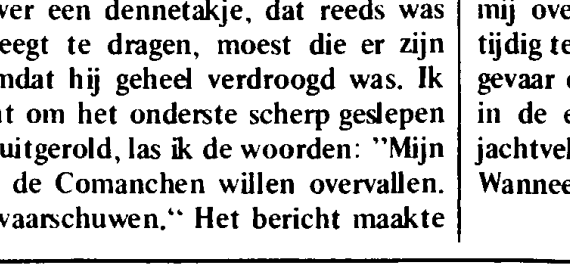 ver een dennetakje, dat reeds was
eegt te dragen, moest die er zijn
mdat hij geheel verdroogd was. Ik
t om het onderste scherp geslepen
uitgerold, las ik de woorden: "Mijn
de Comanchen willen overvallen.
vaarschuwen.“ Het bericht maakte
mij ove
tijdig te
gevaar
in de e
jachtvel
Wannee